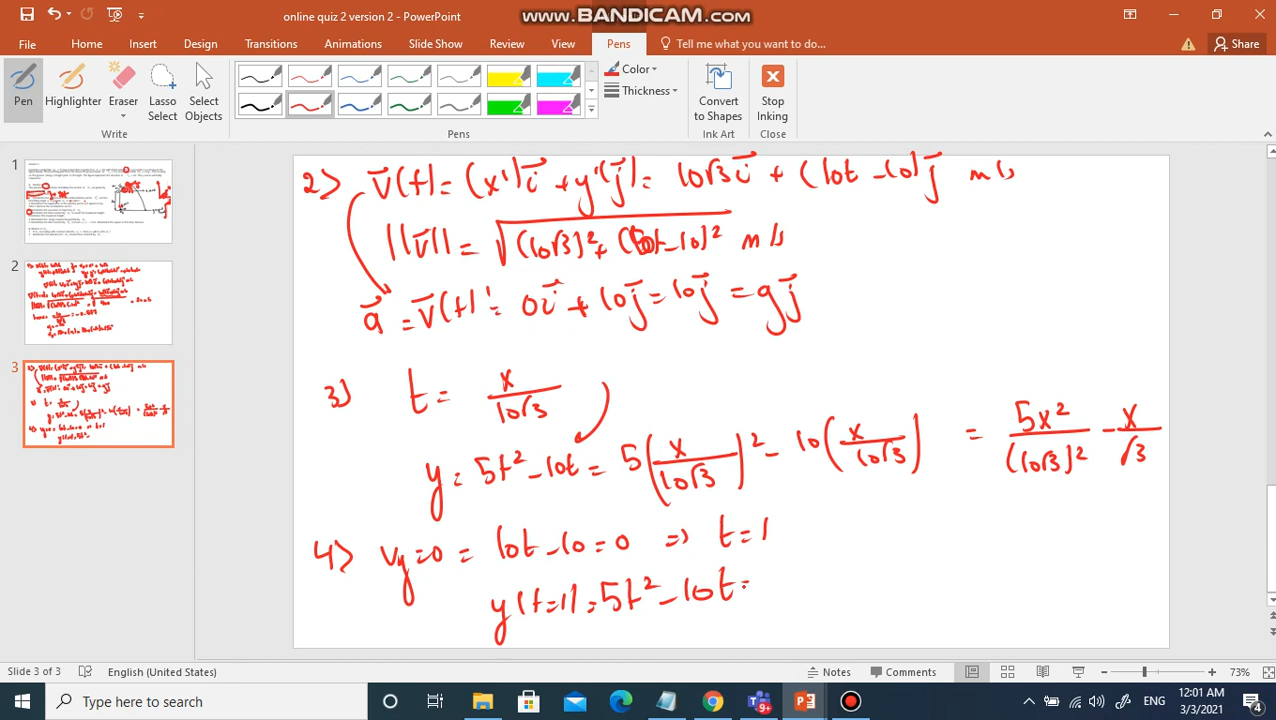 online quiz 2 version 2 - PowerPoint
www.BANDICAM.com
File Home Insert Design Transitions Animations Slide Show Review View Pens Tell me what you want to do... Share
Pen Highlighter Eraser Lasso Select Select Objects
Color
Thickness
Convert to Shapes Stop Inking
Write Pens Ink Art Close
1
2
3
2) v⃗(t) = (x')i⃗ + y'(j⃗) = 10√3i⃗ + (10t-10)j⃗ m/s
||v⃗|| = √(10√3)² + (10t-10)² m/s
a⃗ = v⃗(t)' = 0i⃗ + 10j⃗ = 10j⃗ = gj⃗
3) t = x/10√3
y = 5t² - 10t = 5(x/10√3)² - 10(x/10√3) = 5x²/(10√3)² - x/√3
4) vy=0 = 10t-10=0 => t=1
y(t=1) = 5t² - 10t =
Slide 3 of 3 English (United States) Notes Comments 73%
Type here to search 9+ ENG 12:01 AM 3/3/2021 4